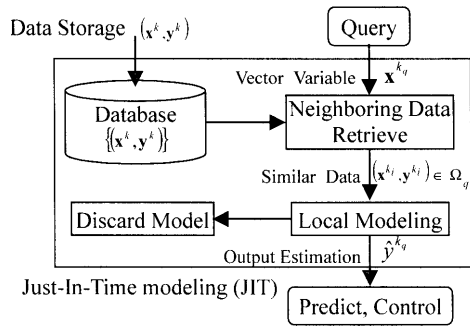 Data Storage (x^k, y^k)
Query
Vector Variable x^{k_q}
Database
{(x^k, y^k)}
Neighboring Data
Retrieve
Similar Data (x^{k_i}, y^{k_i}) ∈ Ω_q
Discard Model
Local Modeling
Output Estimation ŷ^{k_q}
Just-In-Time modeling (JIT)
Predict, Control